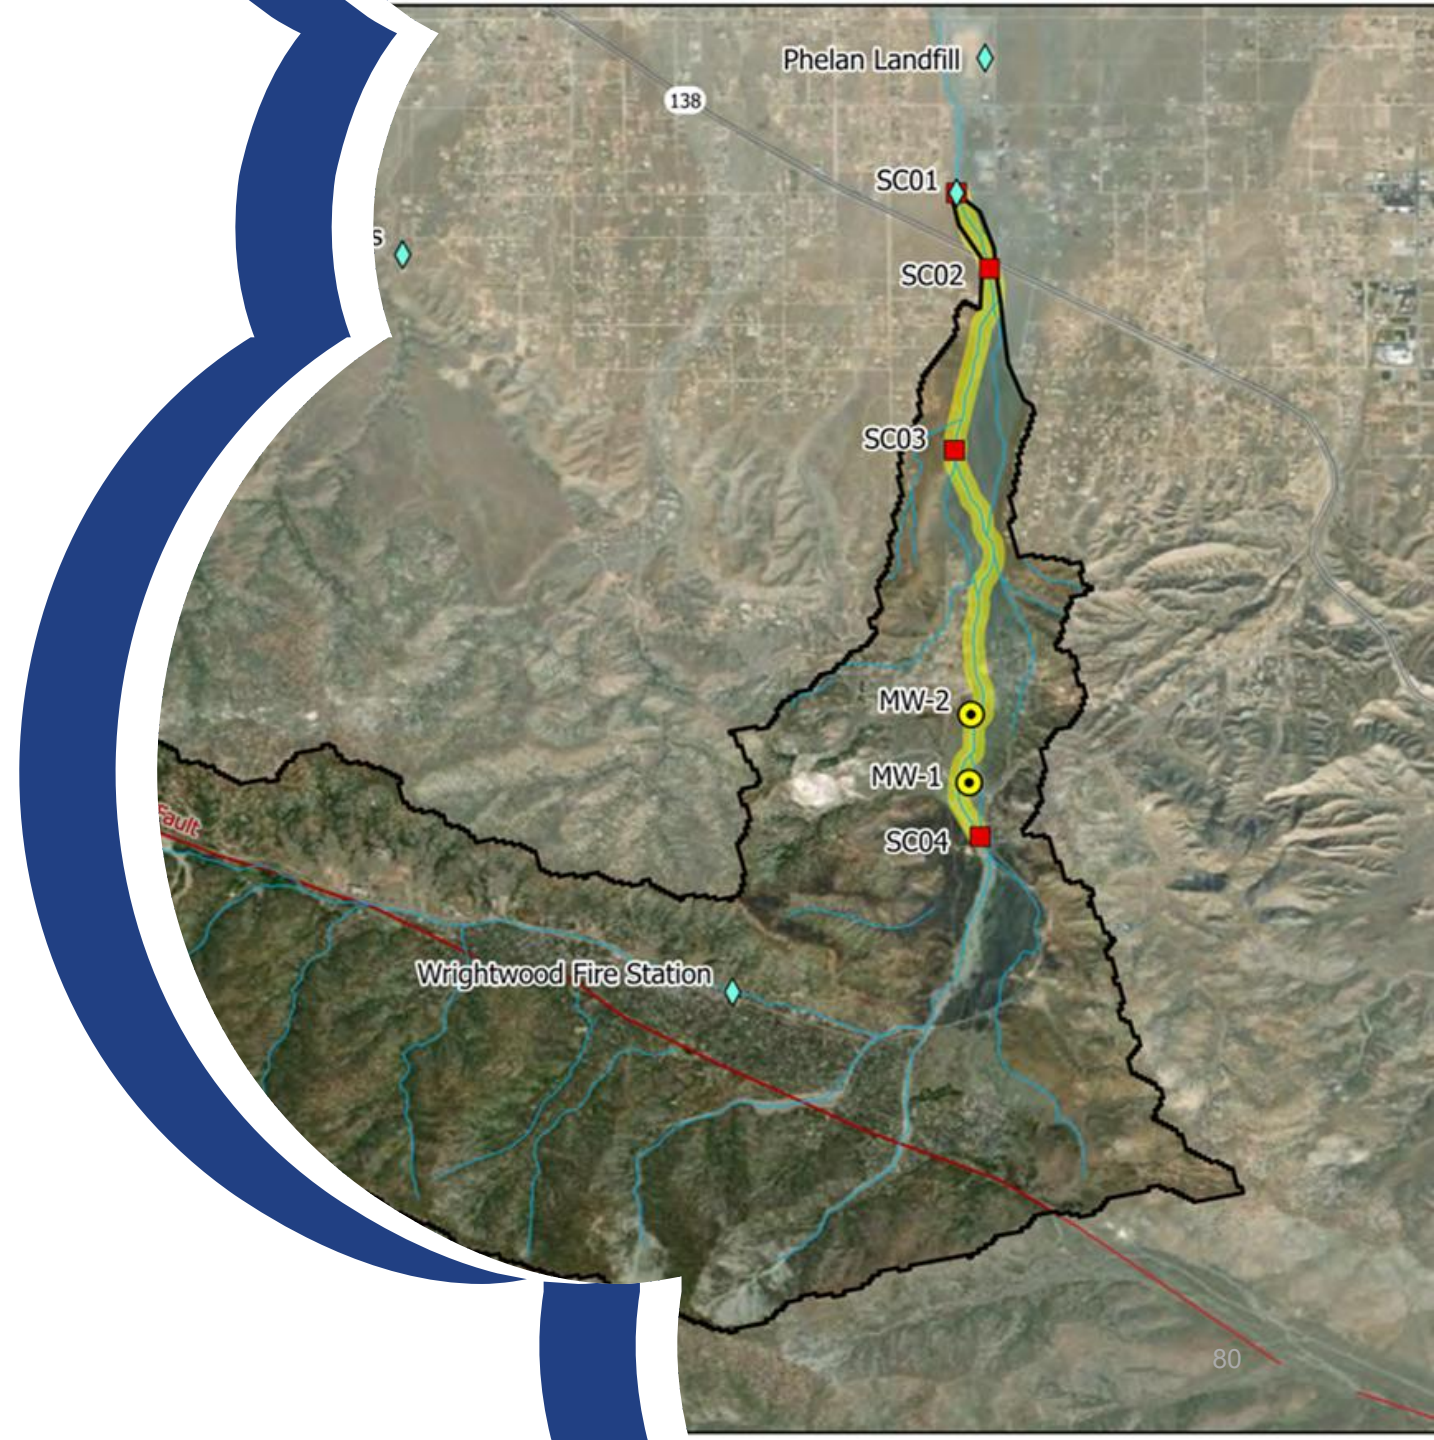 Phelan Landfill
138
SC01
s
SC02
SC03
MW-2
MW-1
Fault
SC04
Wrightwood Fire Station
80